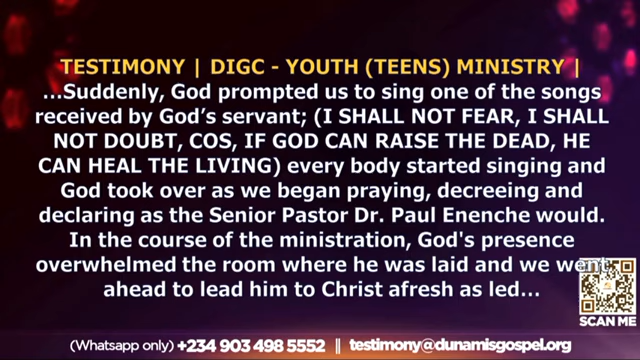 TESTIMONY | DIGC - YOUTH (TEENS) MINISTRY |
...Suddenly, God prompted us to sing one of the songs
received by God's servant; (I SHALL NOT FEAR, I SHALL
NOT DOUBT, COS, IF GOD CAN RAISE THE DEAD, HE
CAN HEAL THE LIVING) every body started singing and
God took over as we began praying, decreeing and
declaring as the Senior Pastor Dr. Paul Enenche would.
In the course of the ministration, God's presence
overwhelmed the room where he was laid and we went
ahead to lead him to Christ afresh as led...
SCAN ME
(Whatsapp only) +234 903 498 5552 || testimony@dunamisgospel.org